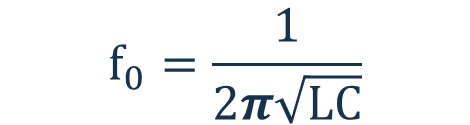 f₀ = 1 / 2π√LC